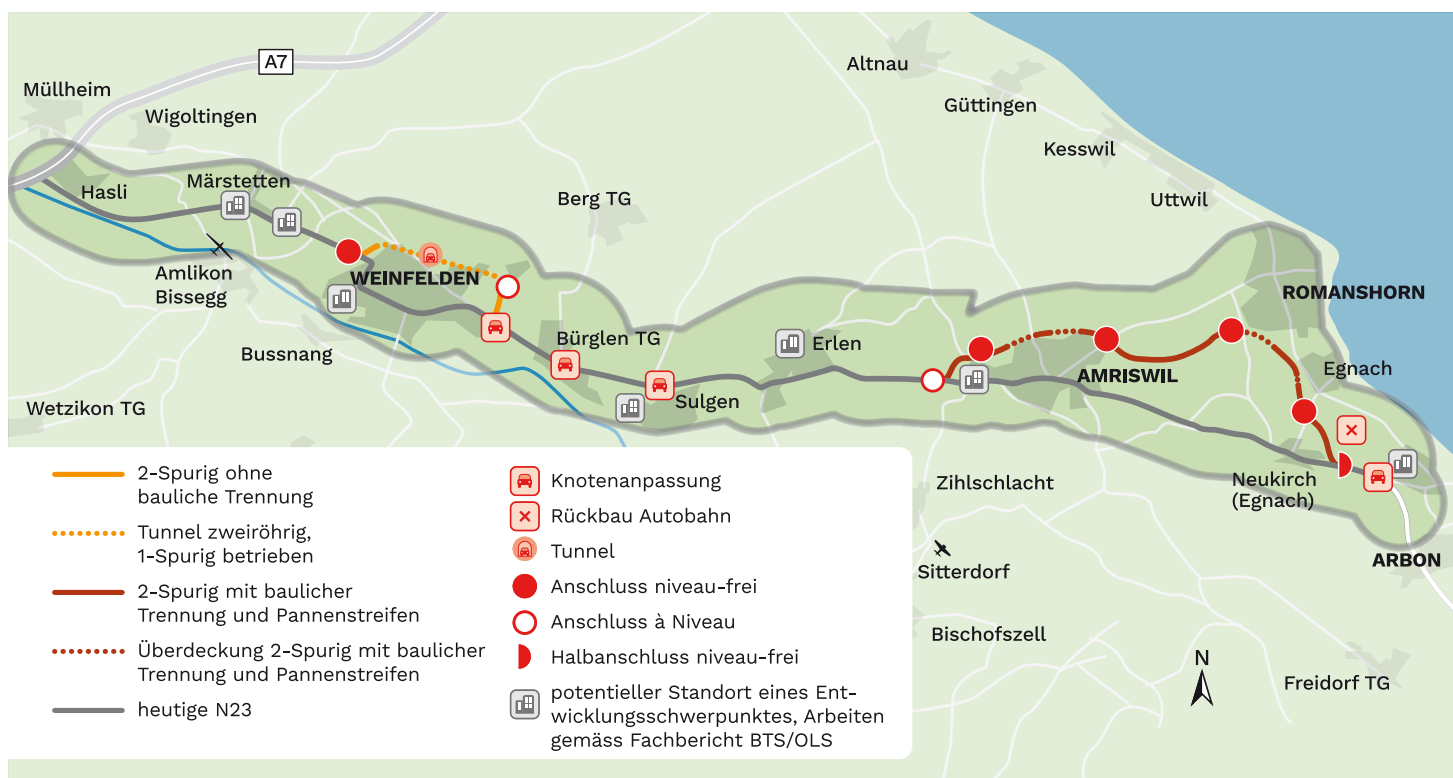 A7
Müllheim
Wigoltingen
Altnau
Güttingen
Kesswil
Uttwil
Hasli
Märstetten
Berg TG
Amlikon
Bissegg
WEINFELDEN
ROMANSHORN
Bussnang
Bürglen TG
Erlen
Egnach
AMRISWIL
Wetzikon TG
Sulgen
Neukirch
(Egnach)
Zihlschlacht
ARBON
Sitterdorf
Bischofszell
Freidorf TG
N
2-Spurig ohne
bauliche Trennung
Tunnel zweiröhrig,
1-Spurig betrieben
2-Spurig mit baulicher
Trennung und Pannenstreifen
Überdeckung 2-Spurig mit baulicher
Trennung und Pannenstreifen
heutige N23
Knotenanpassung
Rückbau Autobahn
Tunnel
Anschluss niveau-frei
Anschluss à Niveau
Halbanschluss niveau-frei
potentieller Standort eines Ent-
wicklungsschwerpunktes, Arbeiten
gemäss Fachbericht BTS/OLS